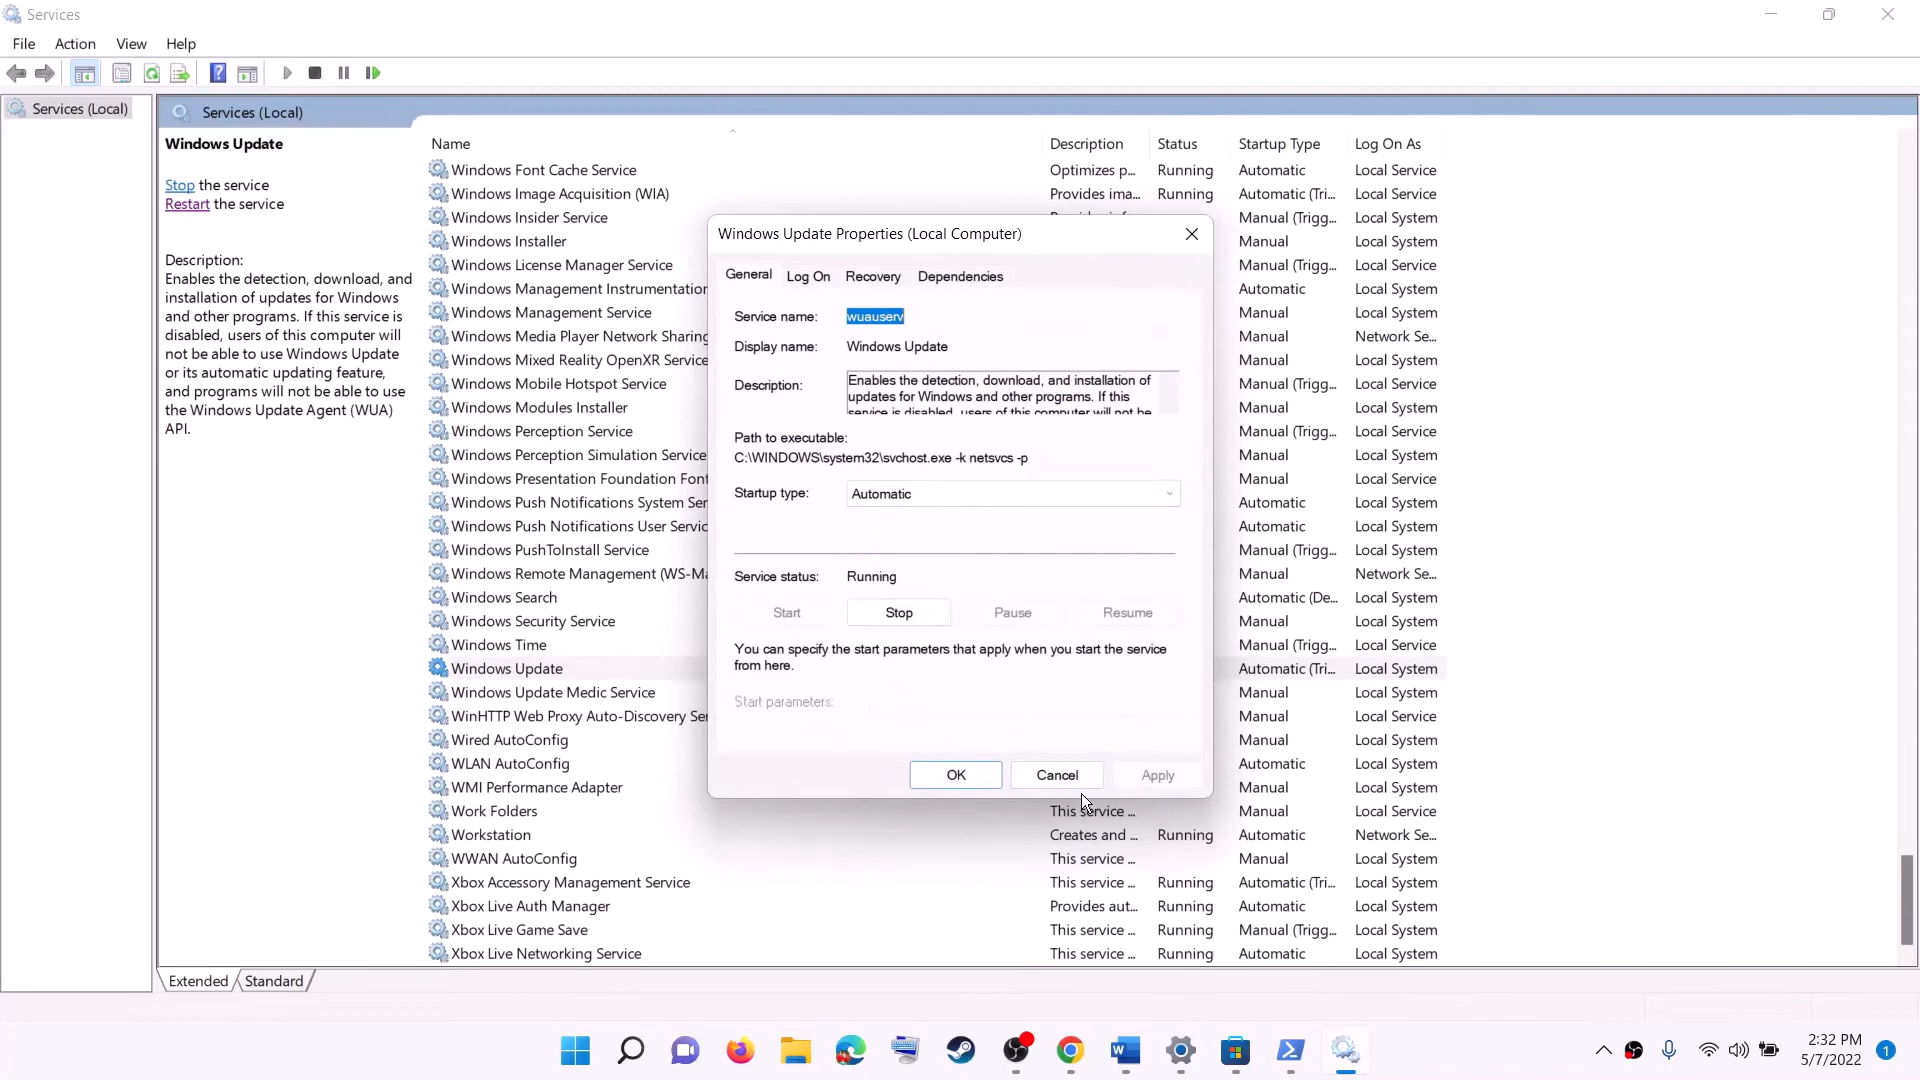 Services
File Action View Help
Services (Local)
Services (Local)
Windows Update
Stop the service
Restart the service
Description:
Enables the detection, download, and
installation of updates for Windows
and other programs. If this service is
disabled, users of this computer will
not be able to use Windows Update
or its automatic updating feature,
and programs will not be able to use
the Windows Update Agent (WUA)
API.
Name Description Status Startup Type Log On As
Windows Font Cache Service Optimizes p... Running Automatic Local Service
Windows Image Acquisition (WIA) Provides ima... Running Automatic (Tri... Local Service
Windows Insider Service Manual (Trigg... Local System
Windows Installer Manual Local System
Windows License Manager Service Manual (Trigg... Local Service
Windows Management Instrumentation Automatic Local System
Windows Management Service Manual Local System
Windows Media Player Network Sharing Manual Network Se...
Windows Mixed Reality OpenXR Service Manual Local System
Windows Mobile Hotspot Service Manual (Trigg... Local Service
Windows Modules Installer Manual Local System
Windows Perception Service Manual (Trigg... Local Service
Windows Perception Simulation Service Manual Local System
Windows Presentation Foundation Font Manual Local Service
Windows Push Notifications System Ser Automatic Local System
Windows Push Notifications User Servic Automatic Local System
Windows PushToInstall Service Manual (Trigg... Local System
Windows Remote Management (WS-Ma Manual Network Se...
Windows Search Automatic (De... Local System
Windows Security Service Manual Local System
Windows Time Manual (Trigg... Local Service
Windows Update Automatic (Tri... Local System
Windows Update Medic Service Manual Local System
WinHTTP Web Proxy Auto-Discovery Ser Manual Local Service
Wired AutoConfig Manual Local System
WLAN AutoConfig Automatic Local System
WMI Performance Adapter Manual Local System
Work Folders This service ... Manual Local Service
Workstation Creates and ... Running Automatic Network Se...
WWAN AutoConfig This service ... Manual Local System
Xbox Accessory Management Service This service ... Running Automatic (Tri... Local System
Xbox Live Auth Manager Provides aut... Running Automatic Local System
Xbox Live Game Save This service ... Running Manual (Trigg... Local System
Xbox Live Networking Service This service ... Running Automatic Local System
Windows Update Properties (Local Computer)
General Log On Recovery Dependencies
Service name: wuauserv
Display name: Windows Update
Description: Enables the detection, download, and installation of
updates for Windows and other programs. If this
service is disabled, users of this computer will not be
Path to executable:
C:\WINDOWS\system32\svchost.exe -k netsvcs -p
Startup type: Automatic
Service status: Running
Start Stop Pause Resume
You can specify the start parameters that apply when you start the service
from here.
Start parameters:
OK Cancel Apply
Extended Standard
2:32 PM
5/7/2022
1